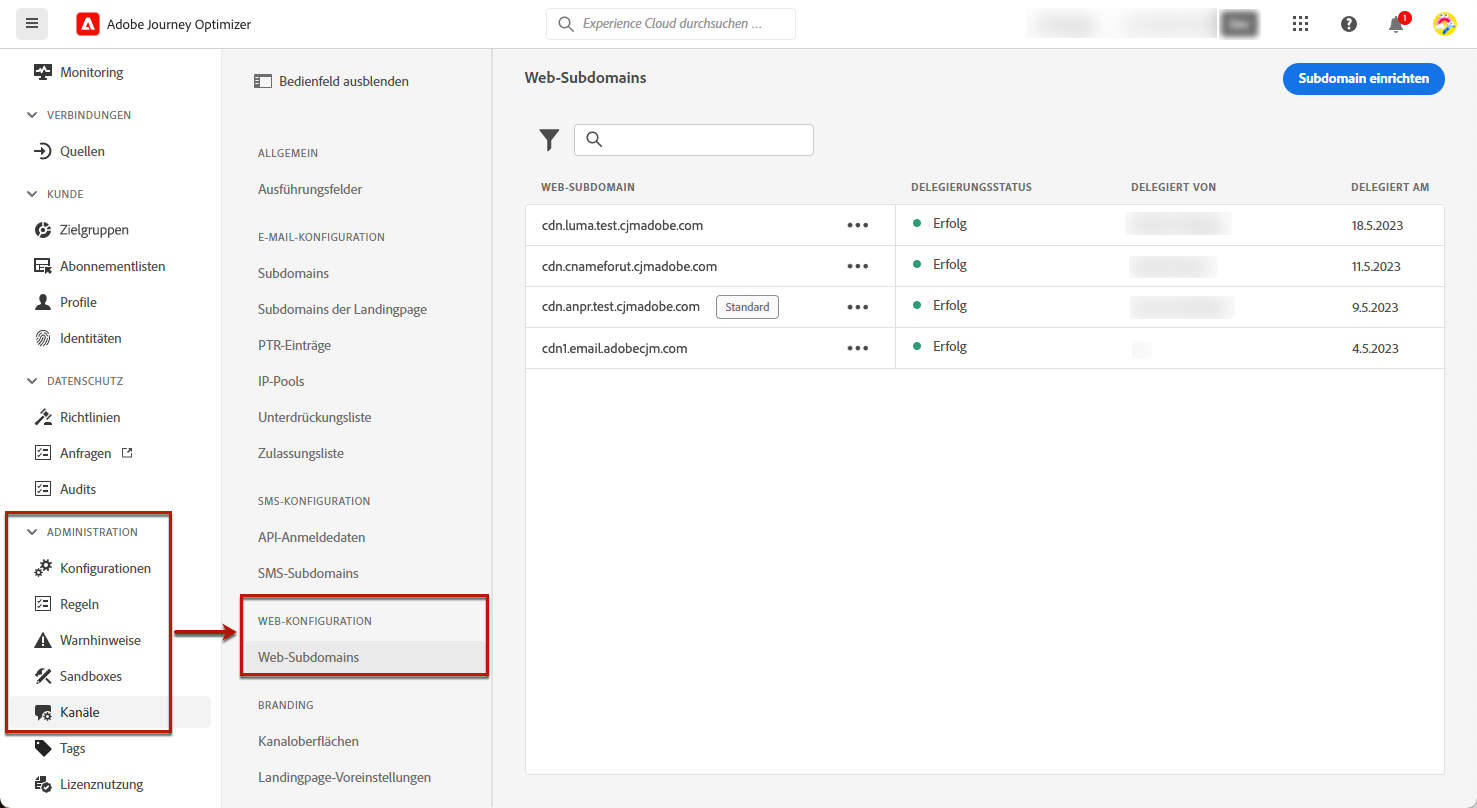 Adobe Journey Optimizer
Experience Cloud durchsuchen ...
1
Monitoring
VERBINDUNGEN
Quellen
KUNDE
Zielgruppen
Abonnementlisten
Profile
Identitäten
DATENSCHUTZ
Richtlinien
Anfragen
Audits
ADMINISTRATION
Konfigurationen
Regeln
Warnhinweise
Sandboxes
Kanäle
Tags
Lizenznutzung
Bedienfeld ausblenden
ALLGEMEIN
Ausführungsfelder
E-MAIL-KONFIGURATION
Subdomains
Subdomains der Landingpage
PTR-Einträge
IP-Pools
Unterdrückungsliste
Zulassungsliste
SMS-KONFIGURATION
API-Anmeldedaten
SMS-Subdomains
WEB-KONFIGURATION
Web-Subdomains
BRANDING
Kanaloberflächen
Landingpage-Voreinstellungen
Web-Subdomains
Subdomain einrichten
WEB-SUBDOMAIN DELEGIERUNGSSTATUS DELEGIERT VON DELEGIERT AM
cdn.luma.test.cjmadobe.com Erfolg 18.5.2023
cdn.cnameforut.cjmadobe.com Erfolg 11.5.2023
cdn.anpr.test.cjmadobe.com Standard Erfolg 9.5.2023
cdn1.email.adobecjm.com Erfolg 4.5.2023